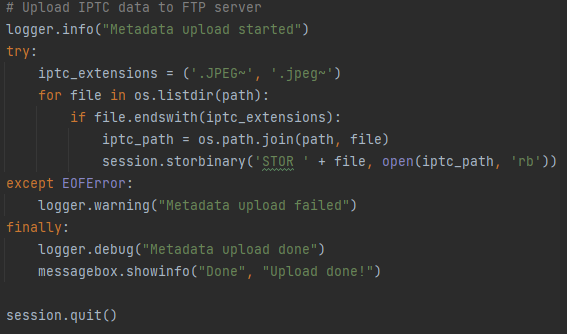 # Upload IPTC data to FTP server
logger.info("Metadata upload started")
try:
    iptc_extensions = ('.JPEG~', '.jpeg~')
    for file in os.listdir(path):
        if file.endswith(iptc_extensions):
            iptc_path = os.path.join(path, file)
            session.storbinary('STOR ' + file, open(iptc_path, 'rb'))
except EOFError:
    logger.warning("Metadata upload failed")
finally:
    logger.debug("Metadata upload done")
    messagebox.showinfo("Done", "Upload done!")
session.quit()